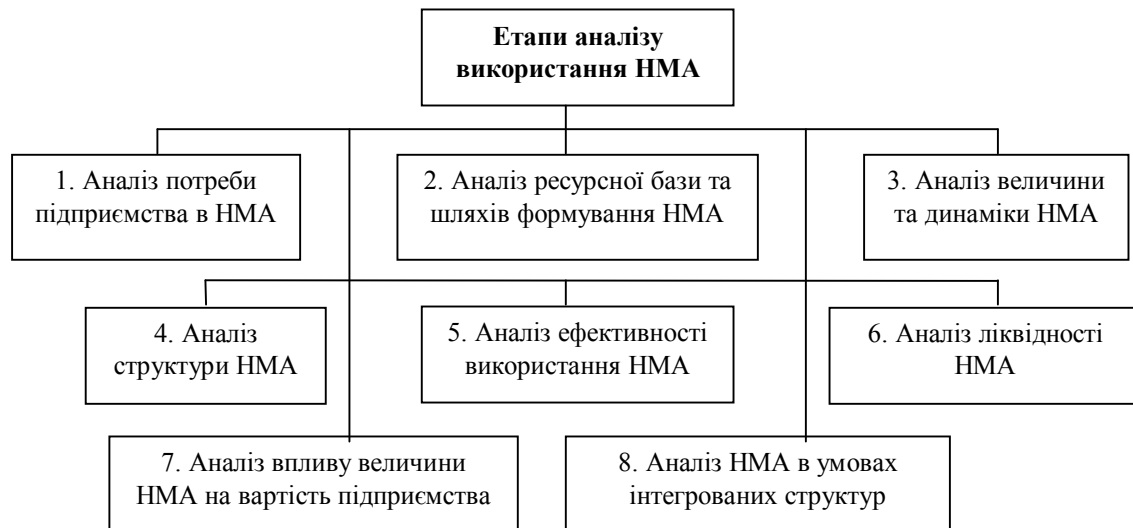 Етапи аналізу
використання НМА
1. Аналіз потреби
підприємства в НМА
2. Аналіз ресурсної бази та
шляхів формування НМА
3. Аналіз величини
та динаміки НМА
4. Аналіз
структури НМА
5. Аналіз ефективності
використання НМА
6. Аналіз ліквідності
НМА
7. Аналіз впливу величини
НМА на вартість підприємства
8. Аналіз НМА в умовах
інтегрованих структур